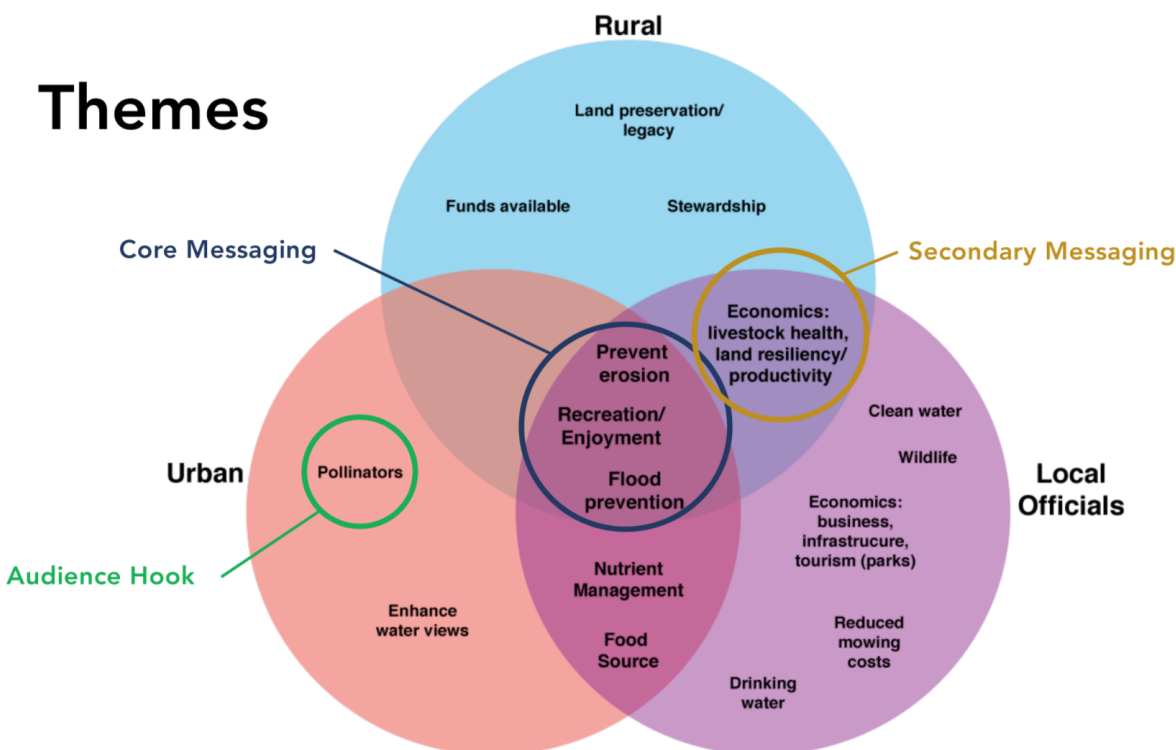 Rural
Themes
Land preservation/
legacy
Funds available
Stewardship
Core Messaging
Secondary Messaging
Economics:
livestock health,
land resiliency/
productivity
Prevent
erosion
Recreation/
Enjoyment
Flood
prevention
Clean water
Wildlife
Urban
Pollinators
Local
Officials
Economics:
business,
infrastrucure,
tourism (parks)
Audience Hook
Nutrient
Management
Enhance
water views
Food
Source
Reduced
mowing
costs
Drinking
water